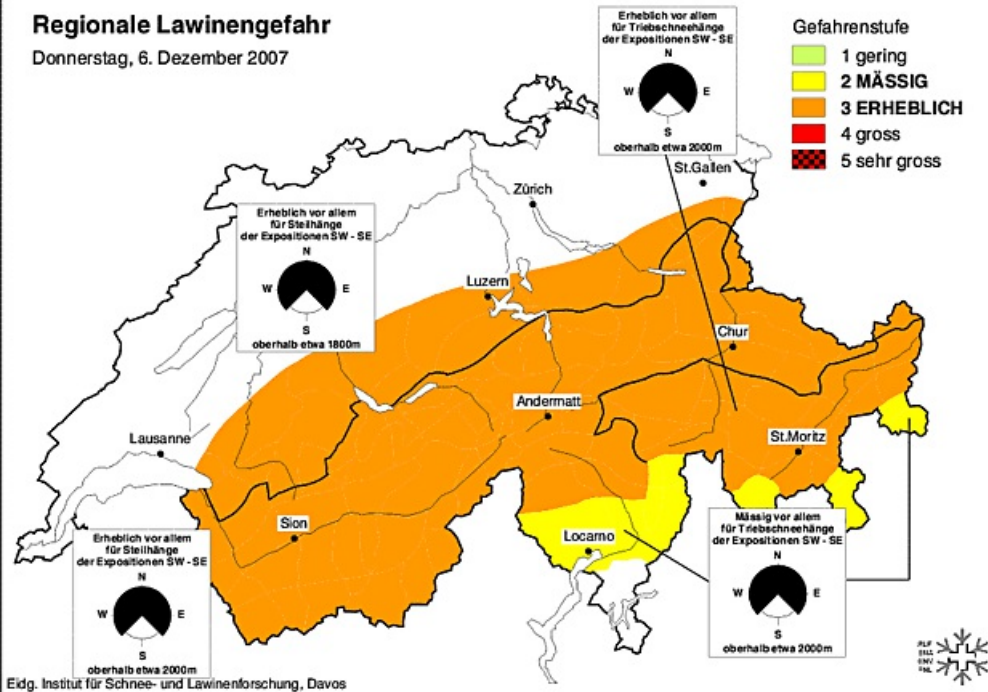 Regionale Lawinengefahr
Donnerstag, 6. Dezember 2007
Erheblich vor allem
für Triebschneehänge
der Expositionen SW - SE
N
W E
S
oberhalb etwa 2000m
Gefahrenstufe
1 gering
2 MÄSSIG
3 ERHEBLICH
4 gross
5 sehr gross
St.Gallen
Zürich
Erheblich vor allem
für Steilhänge
der Expositionen SW - SE
N
W E
S
oberhalb etwa 1800m
Luzern
Chur
Andermatt
Lausanne
St.Moritz
Sion
Locarno
Erheblich vor allem
für Steilhänge
der Expositionen SW - SE
N
W E
S
oberhalb etwa 2000m
Mässig vor allem
für Triebschneehänge
der Expositionen SW - SE
N
W E
S
oberhalb etwa 2000m
Eidg. Institut für Schnee- und Lawinenforschung, Davos